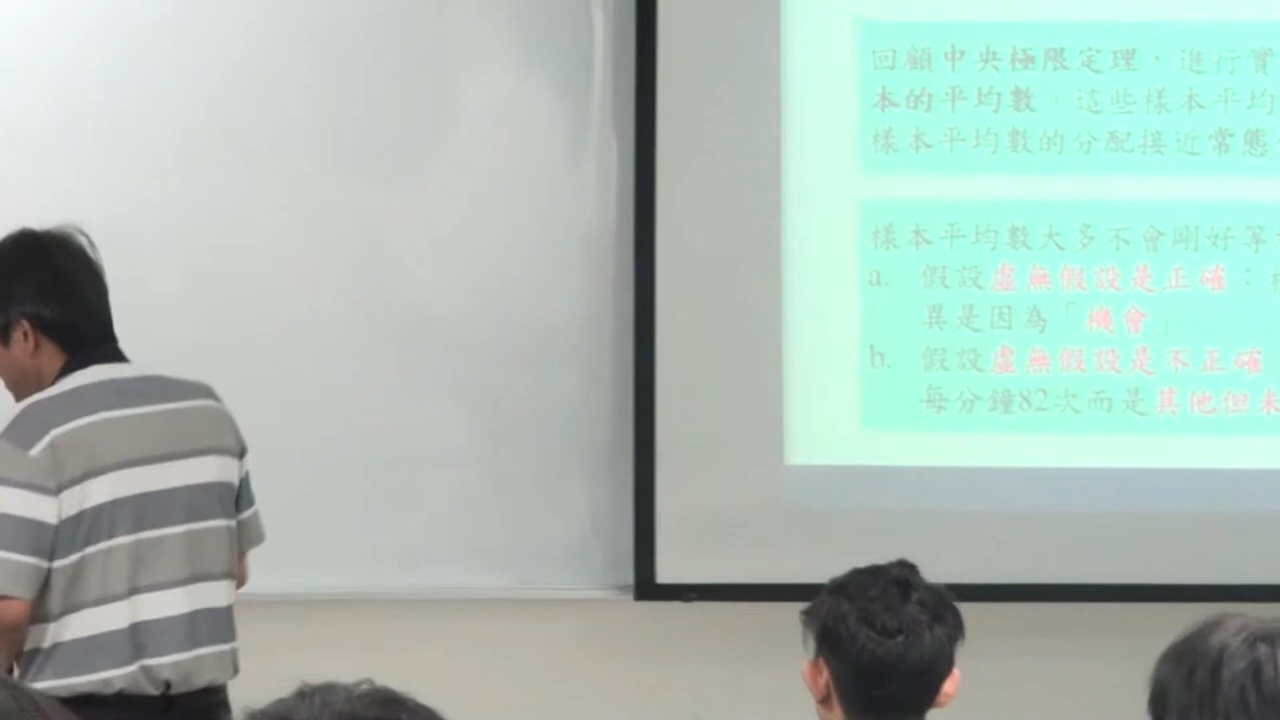 回顧中央極限定理，進行實
本的平均數，這些樣本平均
樣本平均數的分配接近常態
樣本平均數大多不會剛好等
a. 假設虛無假設是正確：
異是因為「機會」
b. 假設虛無假設是不正確
每分鐘82次而是其他但未